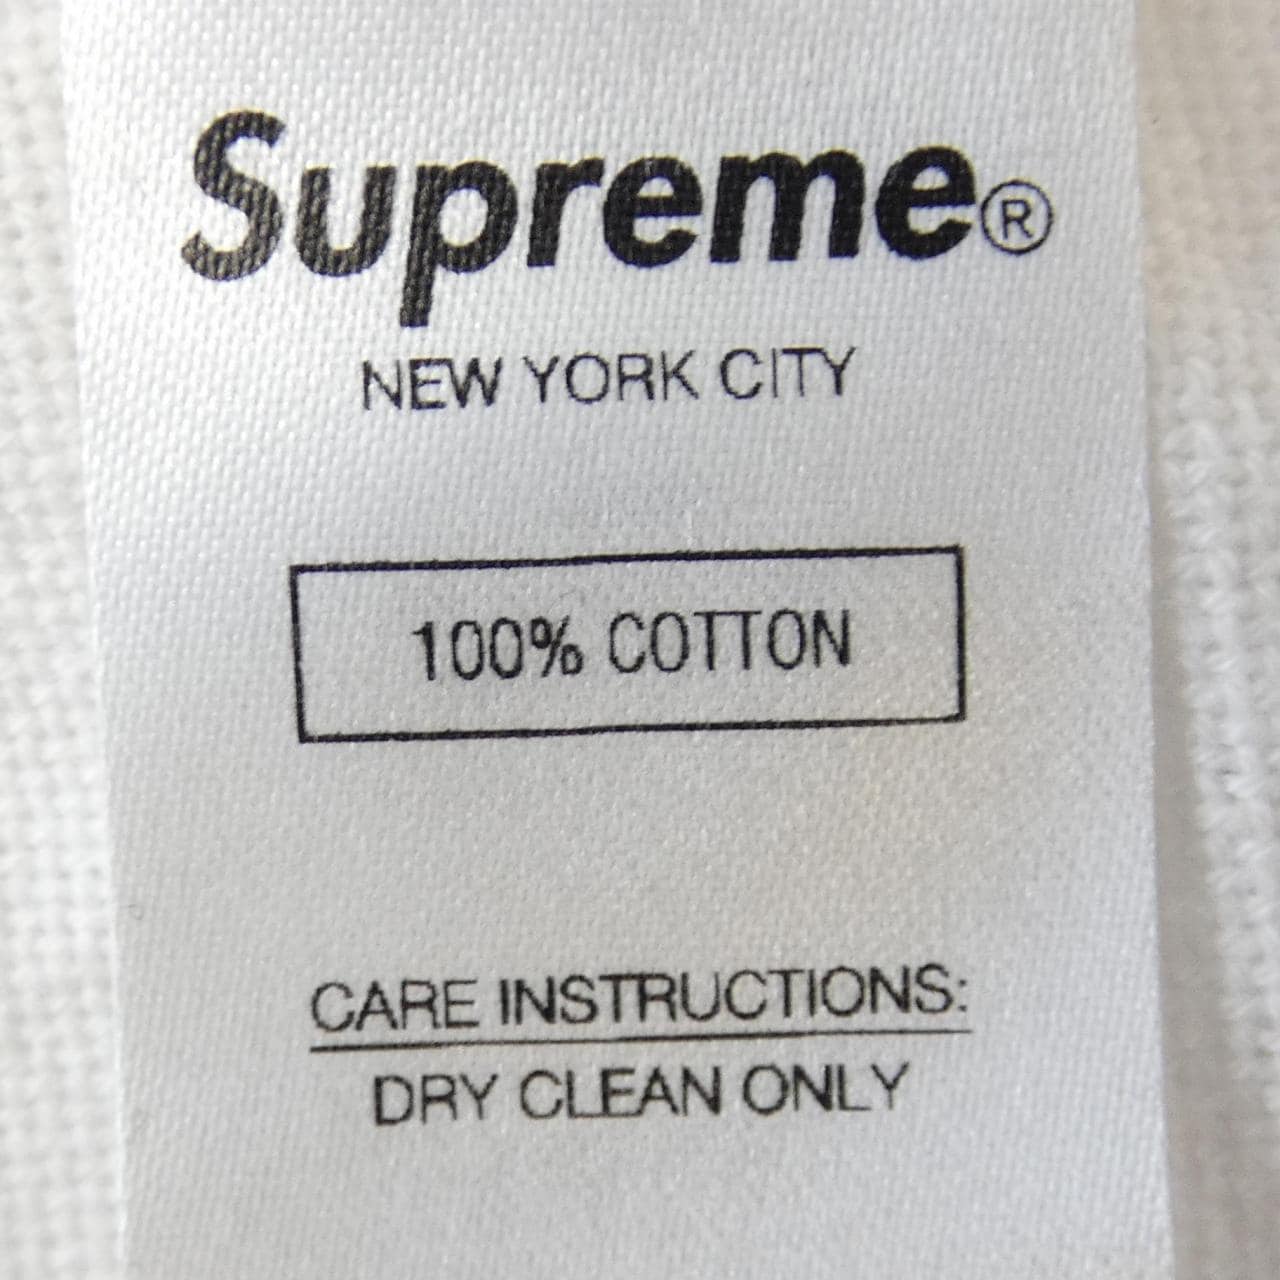 Supreme®
NEW YORK CITY
100% COTTON
CARE INSTRUCTIONS:
DRY CLEAN ONLY